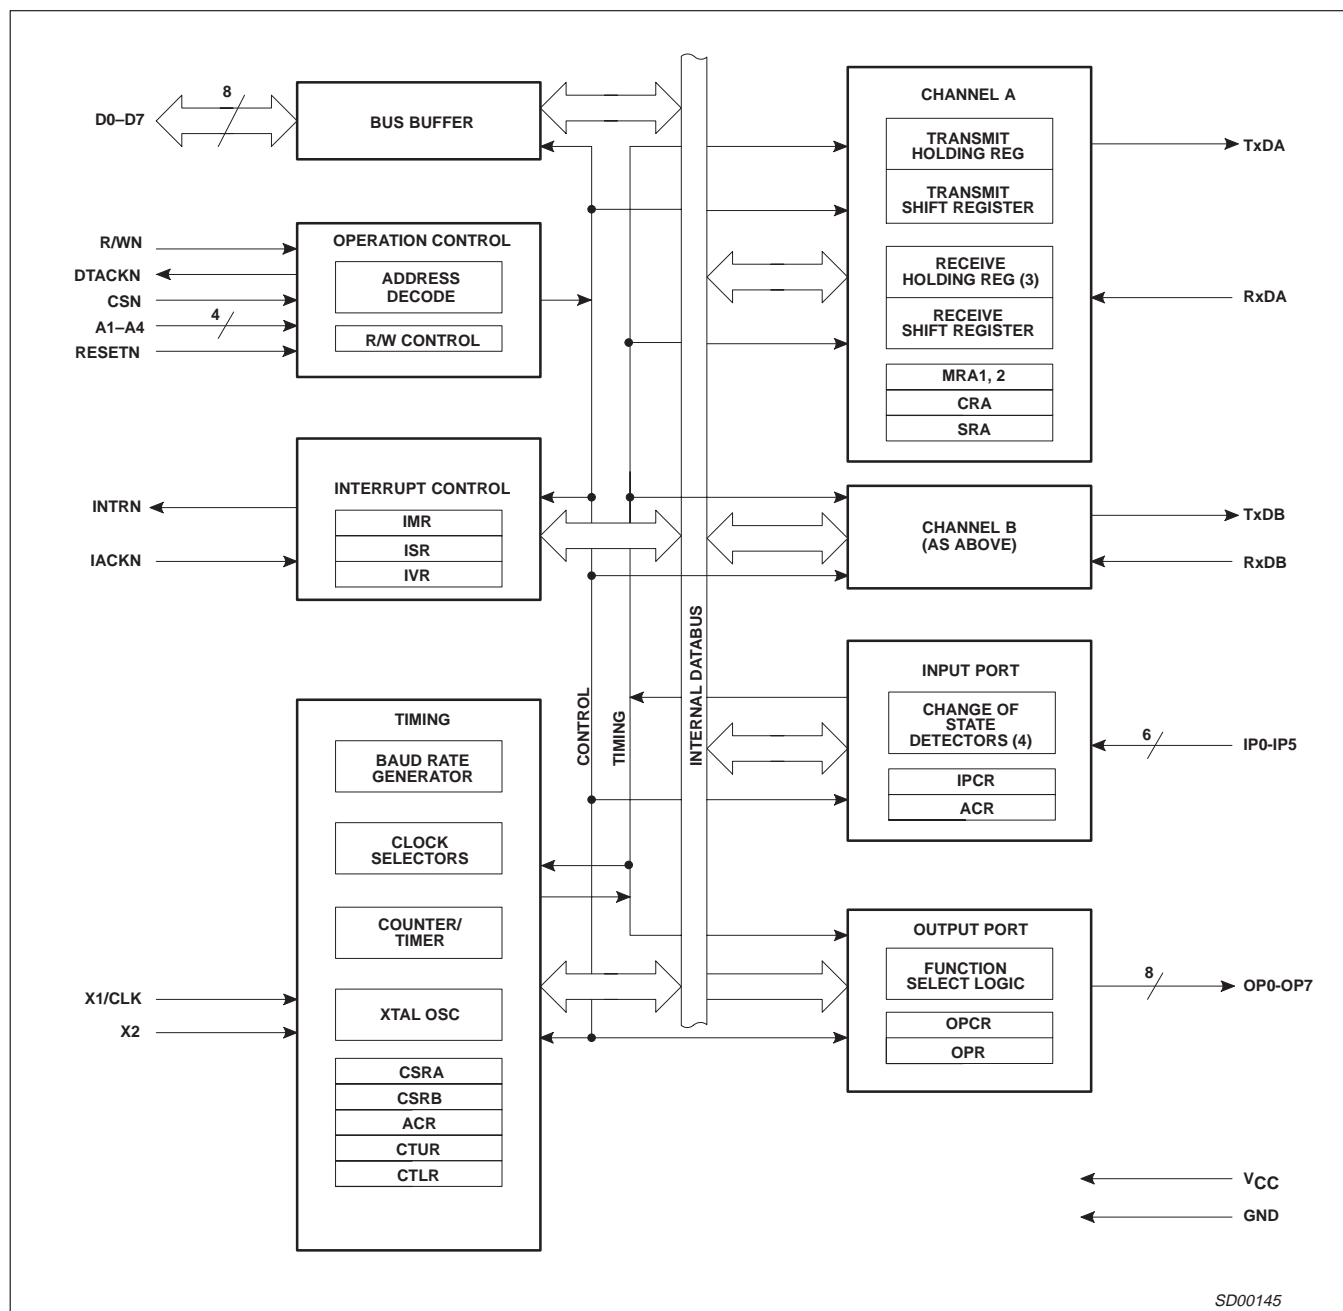 8
D0–D7
BUS BUFFER
R/WN
DTACKN
CSN
A1–A4
4
RESETN
OPERATION CONTROL
ADDRESS
DECODE
R/W CONTROL
INTRN
IACKN
INTERRUPT CONTROL
IMR
ISR
IVR
TIMING
BAUD RATE
GENERATOR
CLOCK
SELECTORS
COUNTER/
TIMER
X1/CLK
X2
XTAL OSC
CSRA
CSRB
ACR
CTUR
CTLR
CONTROL
TIMING
INTERNAL DATABUS
CHANNEL A
TRANSMIT
HOLDING REG
TRANSMIT
SHIFT REGISTER
RECEIVE
HOLDING REG (3)
RECEIVE
SHIFT REGISTER
MRA1, 2
CRA
SRA
TxDA
RxDA
CHANNEL B
(AS ABOVE)
TxDB
RxDB
INPUT PORT
CHANGE OF
STATE
DETECTORS (4)
IPCR
ACR
6
IP0-IP5
OUTPUT PORT
FUNCTION
SELECT LOGIC
OPCR
OPR
8
OP0-OP7
VCC
GND
SD00145